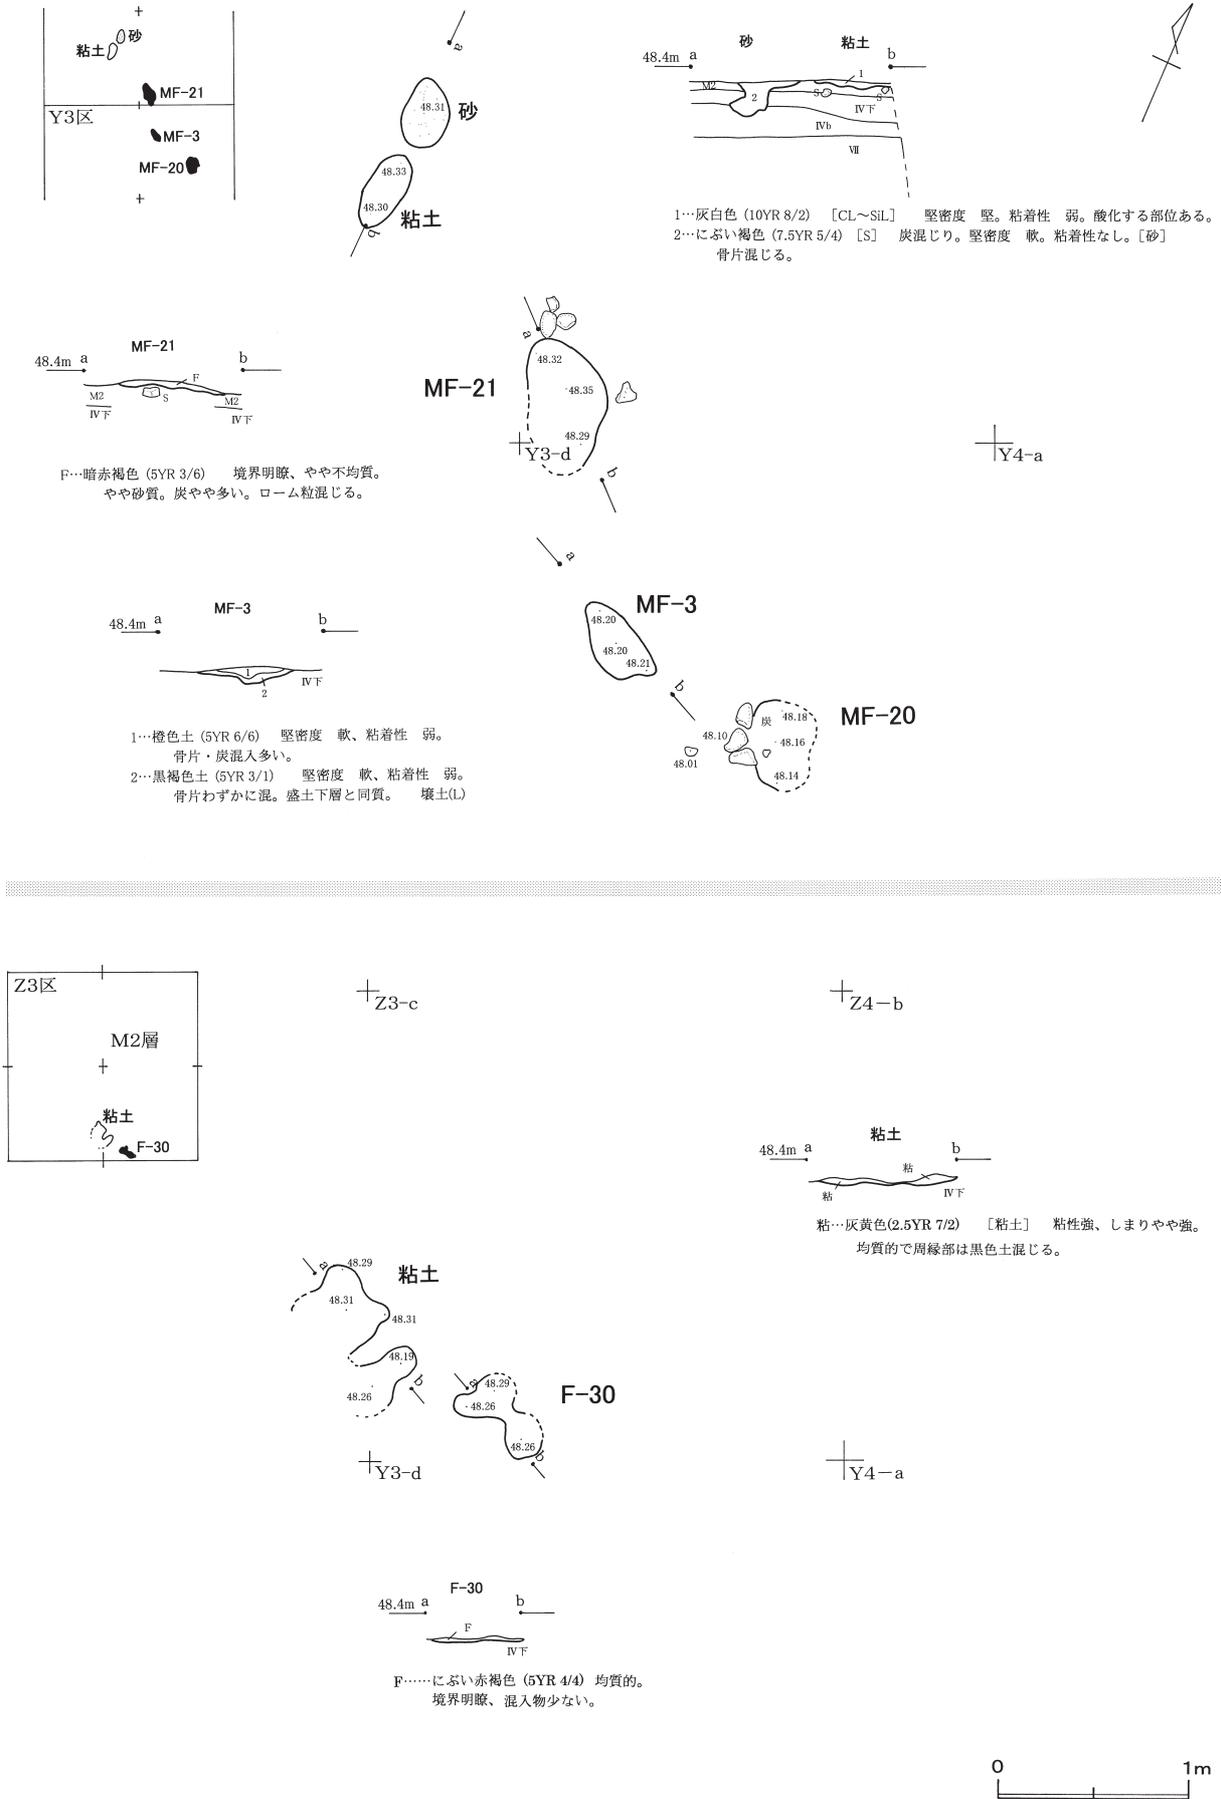 砂
粘土
MF-21
Y3区
MF-3
MF-20
a
48.31
砂
48.33
48.30
粘土
b
砂 粘土
48.4m a b
M2 2 1 S S
Ⅳ下
Ⅳb
Ⅶ
1…灰白色 (10YR 8/2) [CL～SiL] 堅密度 堅。粘着性 弱。酸化する部位ある。
2…にぶい褐色 (7.5YR 5/4) [S] 炭混じり。堅密度 軟。粘着性なし。[砂]
骨片混じる。
MF-21
48.4m a b
F
M2 S M2
Ⅳ下 Ⅳ下
F…暗赤褐色 (5YR 3/6) 境界明瞭、やや不均質。
やや砂質。炭やや多い。ローム粒混じる。
a
48.32
MF-21
48.35
48.29
Y3-d
b
Y4-a
MF-3
48.4m a b
1
2
Ⅳ下
1…橙色土 (5YR 6/6) 堅密度 軟、粘着性 弱。
骨片・炭混入多い。
2…黒褐色土 (5YR 3/1) 堅密度 軟、粘着性 弱。
骨片わずかに混。盛土下層と同質。 壌土(L)
a
MF-3
48.20
48.20
48.21
b
炭 48.18
MF-20
48.10
48.16
48.01
48.14
Z3区
M2層
粘土
F-30
Z3-c
Z4－b
粘土
48.4m a b
粘
粘
Ⅳ下
粘…灰黄色(2.5YR 7/2) [粘土] 粘性強、しまりやや強。
均質的で周縁部は黒色土混じる。
a
48.29
粘土
48.31
48.31
48.19
b
48.26
a
48.29
48.26
F-30
48.26
b
Y3-d
Y4－a
F-30
48.4m a b
F
Ⅳ下
F……にぶい赤褐色 (5YR 4/4) 均質的。
境界明瞭、混入物少ない。
0 1m